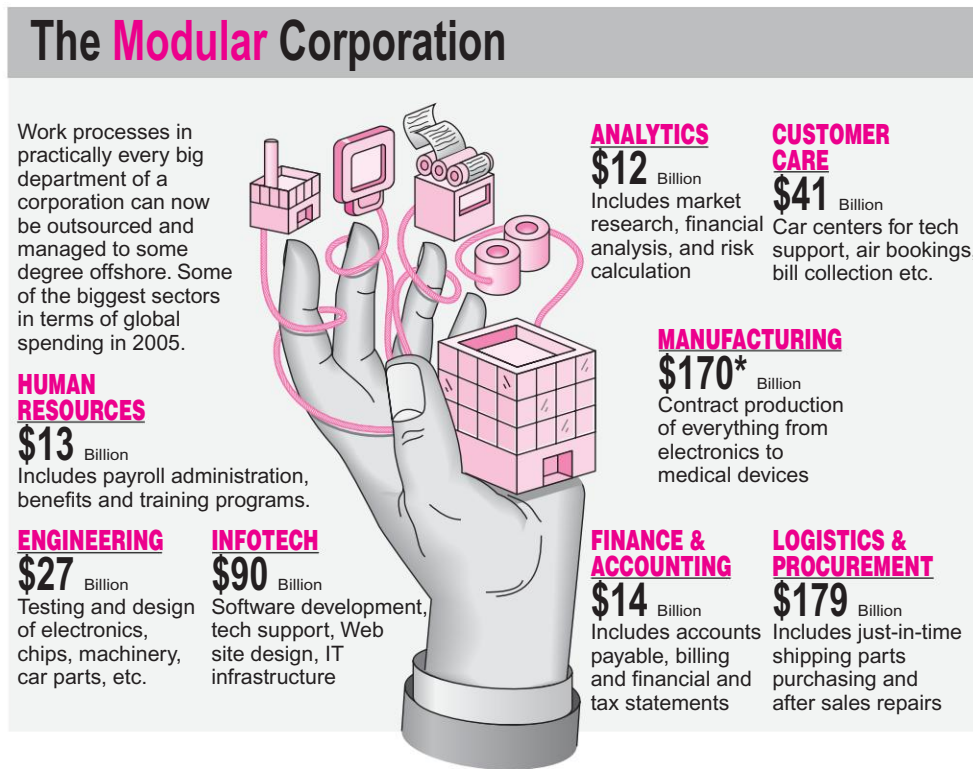 The Modular Corporation
Work processes in
practically every big
department of a
corporation can now
be outsourced and
managed to some
degree offshore. Some
of the biggest sectors
in terms of global
spending in 2005.
HUMAN
RESOURCES
$13 Billion
Includes payroll administration,
benefits and training programs.
ENGINEERING
$27 Billion
Testing and design
of electronics,
chips, machinery,
car parts, etc.
INFOTECH
$90 Billion
Software development,
tech support, Web
site design, IT
infrastructure
ANALYTICS
$12 Billion
Includes market
research, financial
analysis, and risk
calculation
CUSTOMER
CARE
$41 Billion
Car centers for tech
support, air bookings,
bill collection etc.
MANUFACTURING
$170* Billion
Contract production
of everything from
electronics to
medical devices
FINANCE &
ACCOUNTING
$14 Billion
Includes accounts
payable, billing
and financial and
tax statements
LOGISTICS &
PROCUREMENT
$179 Billion
Includes just-in-time
shipping parts
purchasing and
after sales repairs